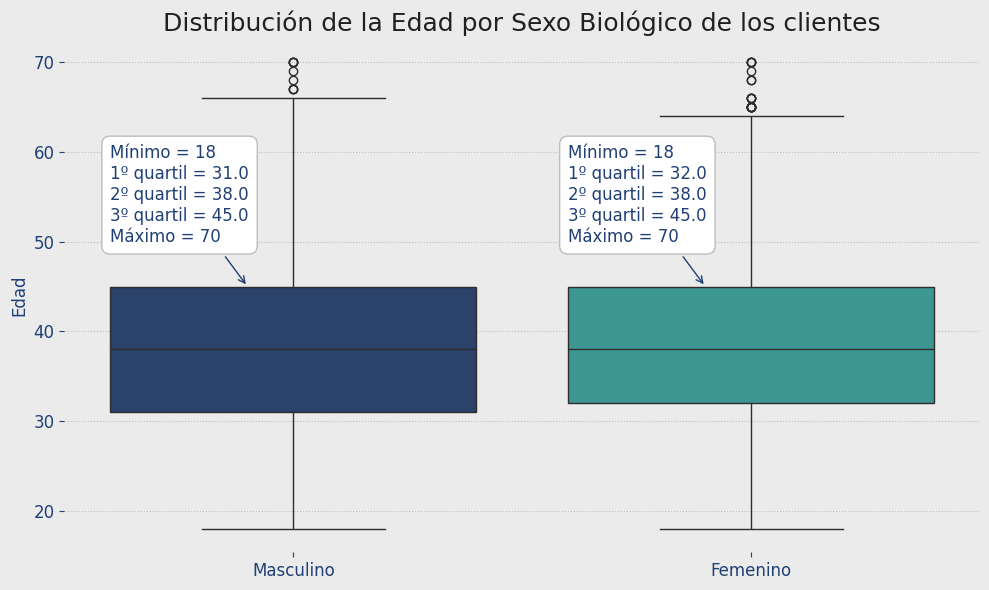 Distribución de la Edad por Sexo Biológico de los clientes
Edad
70
60
50
40
30
20
Mínimo = 18
1º quartil = 31.0
2º quartil = 38.0
3º quartil = 45.0
Máximo = 70
Mínimo = 18
1º quartil = 32.0
2º quartil = 38.0
3º quartil = 45.0
Máximo = 70
Masculino
Femenino